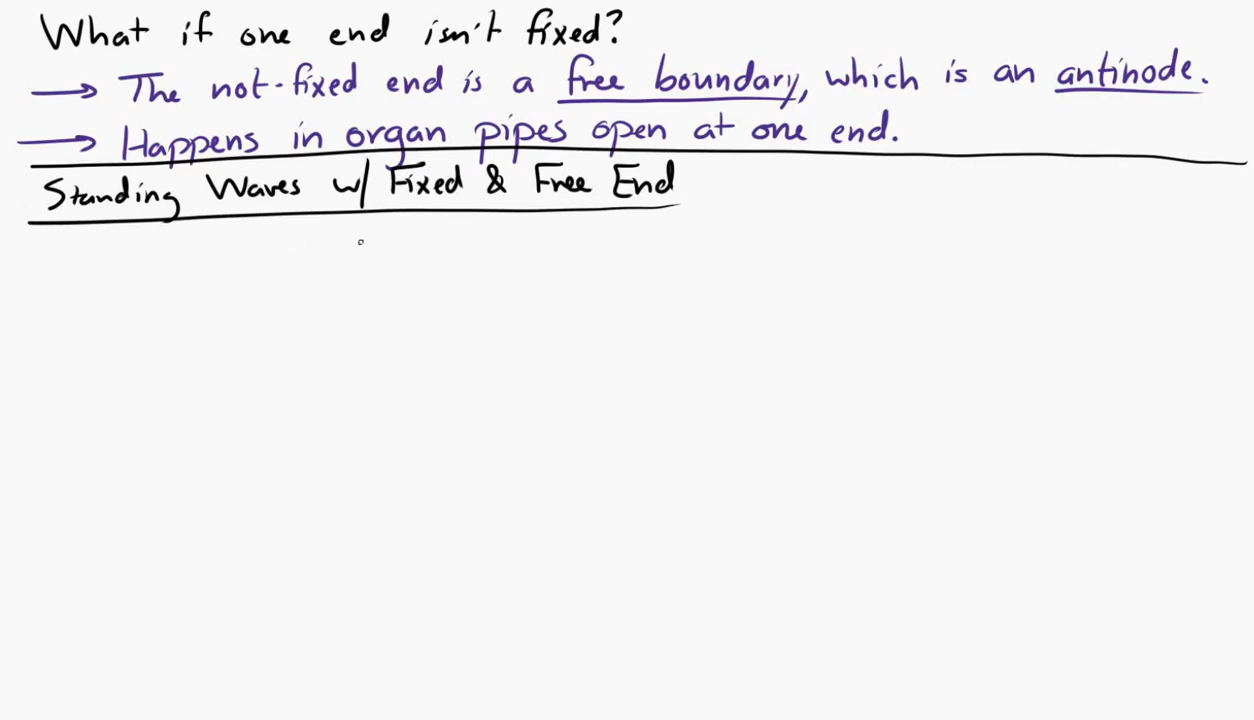 What if one end isn't fixed?
→ The not-fixed end is a free boundary, which is an antinode.
→ Happens in organ pipes open at one end.
Standing Waves w/ Fixed & Free End